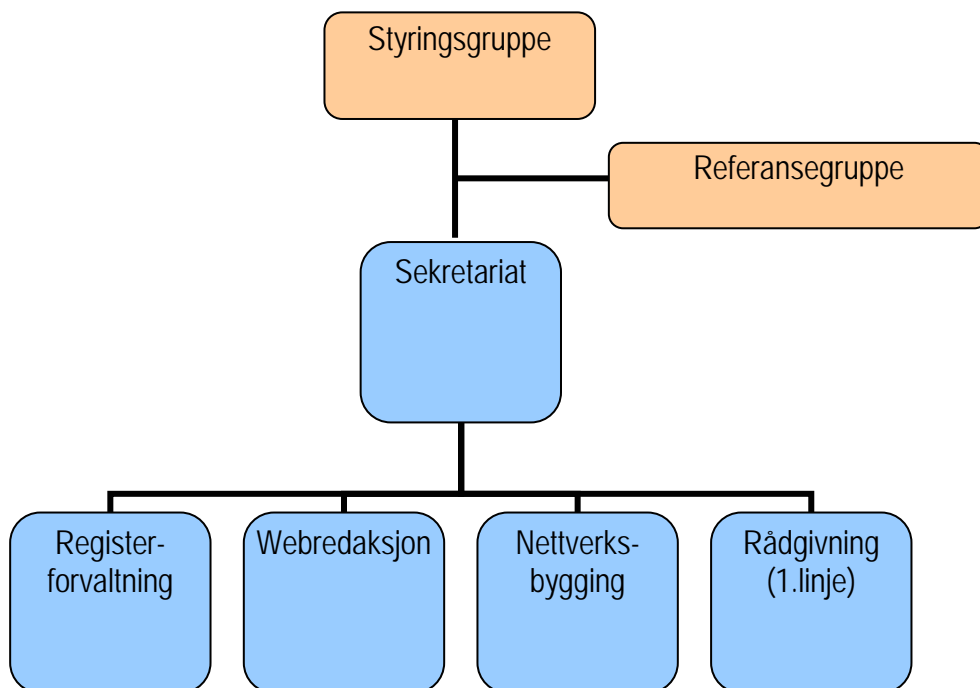 Styringsgruppe
Referansegruppe
Sekretariat
Register-
forvaltning
Webredaksjon
Nettverks-
bygging
Rådgivning
(1.linje)